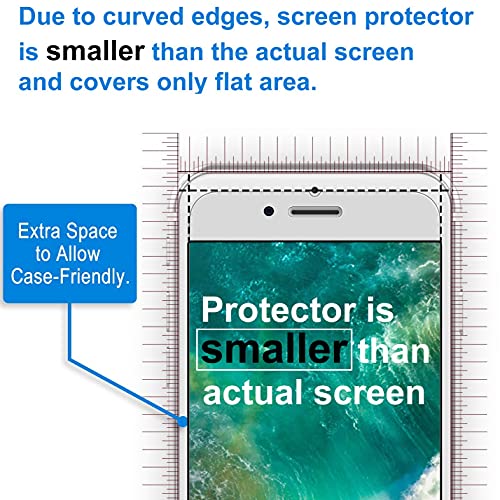 Due to curved edges, screen protector
is smaller than the actual screen
and covers only flat area.
Extra Space
to Allow
Case-Friendly.
Protector is
smaller than
actual screen